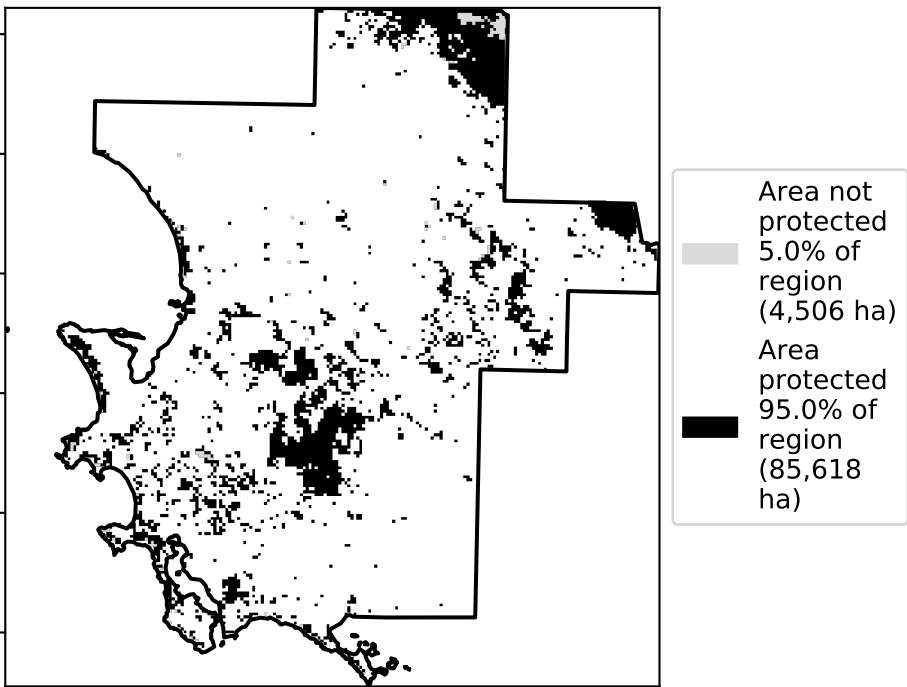 Area not
protected
5.0% of
region
(4,506 ha)
Area
protected
95.0% of
region
(85,618
ha)